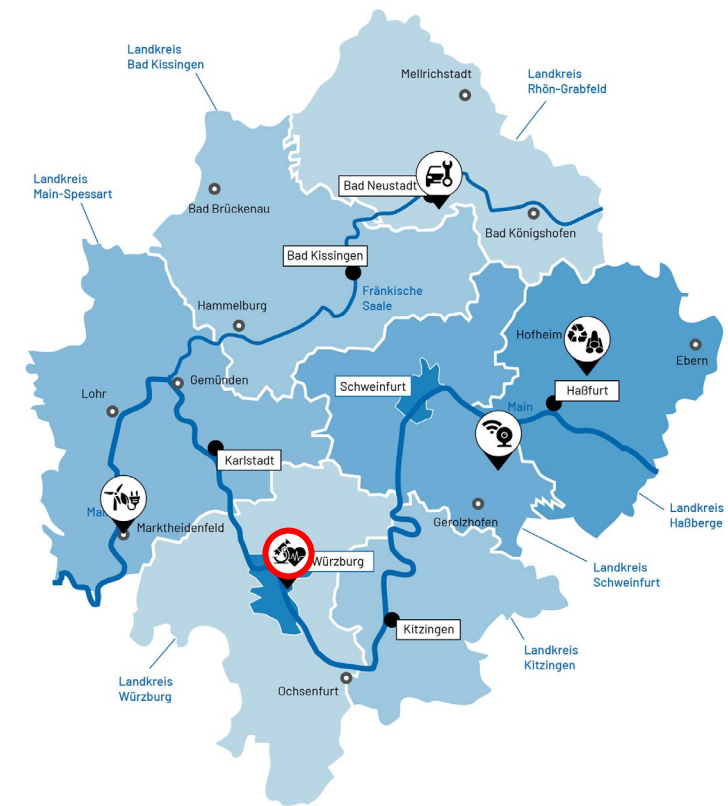 Landkreis
Bad Kissingen
Mellrichstadt
Landkreis
Rhön-Grabfeld
Landkreis
Main-Spessart
Bad Neustadt
Bad Brückenau
Bad Königshofen
Bad Kissingen
Fränkische
Saale
Hammelburg
Hofheim
Ebern
Gemünden
Schweinfurt
Haßfurt
Lohr
Main
Karlstadt
Mai
Marktheidenfeld
Gerolzhofen
Landkreis
Haßberge
Würzburg
Landkreis
Schweinfurt
Kitzingen
Landkreis
Kitzingen
Landkreis
Würzburg
Ochsenfurt